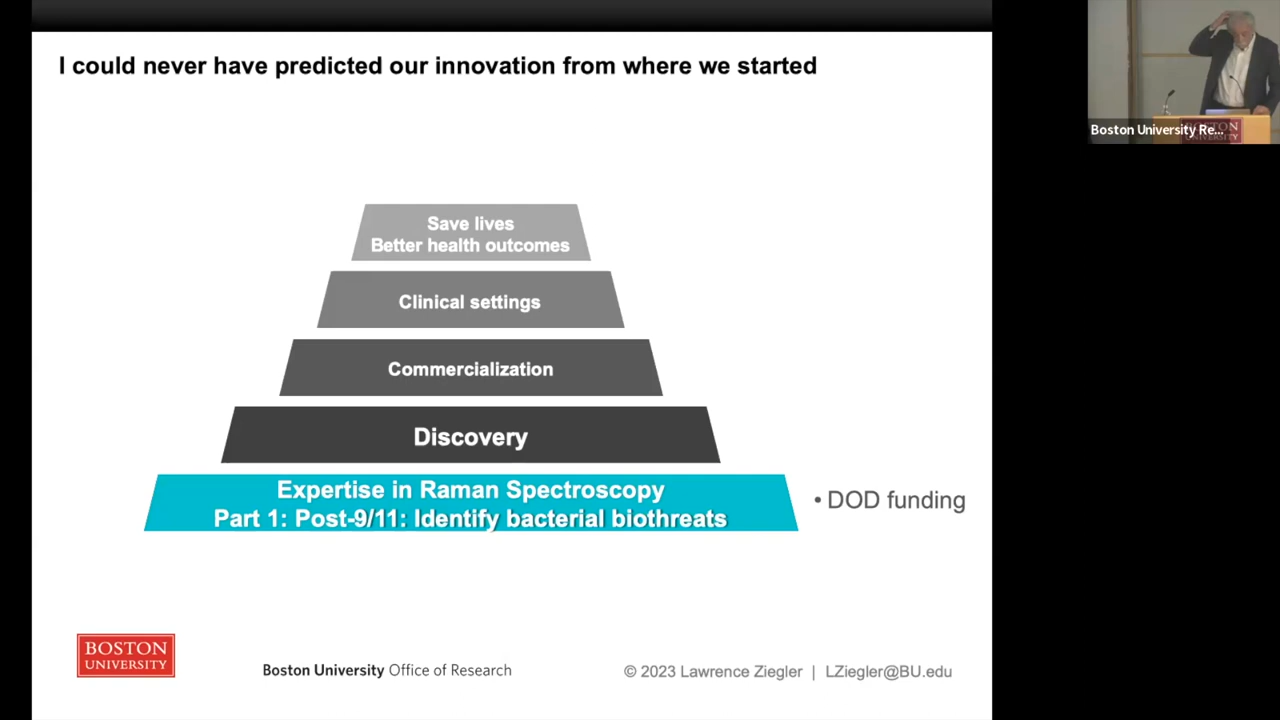 I could never have predicted our innovation from where we started
Save lives
Better health outcomes
Clinical settings
Commercialization
Discovery
Expertise in Raman Spectroscopy
Part 1: Post-9/11: Identify bacterial biothreats
• DOD funding
BOSTON
UNIVERSITY
Boston University Office of Research
© 2023 Lawrence Ziegler | LZiegler@BU.edu
BOSTON
UNIVERSITY
Boston University Re...